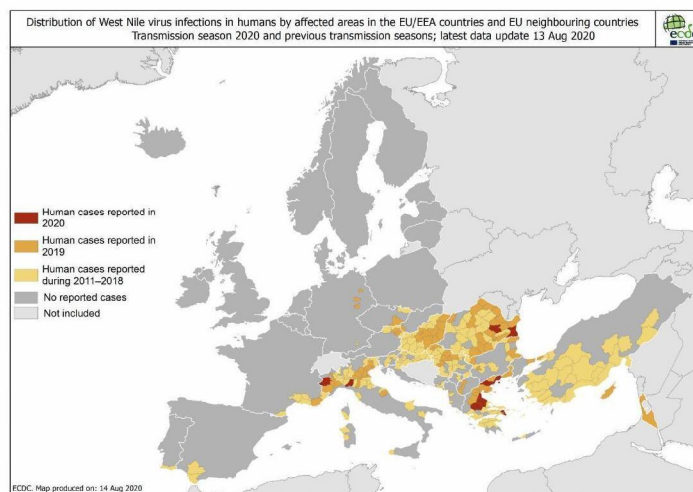 Distribution of West Nile virus infections in humans by affected areas in the EU/EEA countries and EU neighbouring countries
Transmission season 2020 and previous transmission seasons; latest data update 13 Aug 2020
ecdc
Human cases reported in
2020
Human cases reported in
2019
Human cases reported
during 2011–2018
No reported cases
Not included
ECDC. Map produced on: 14 Aug 2020